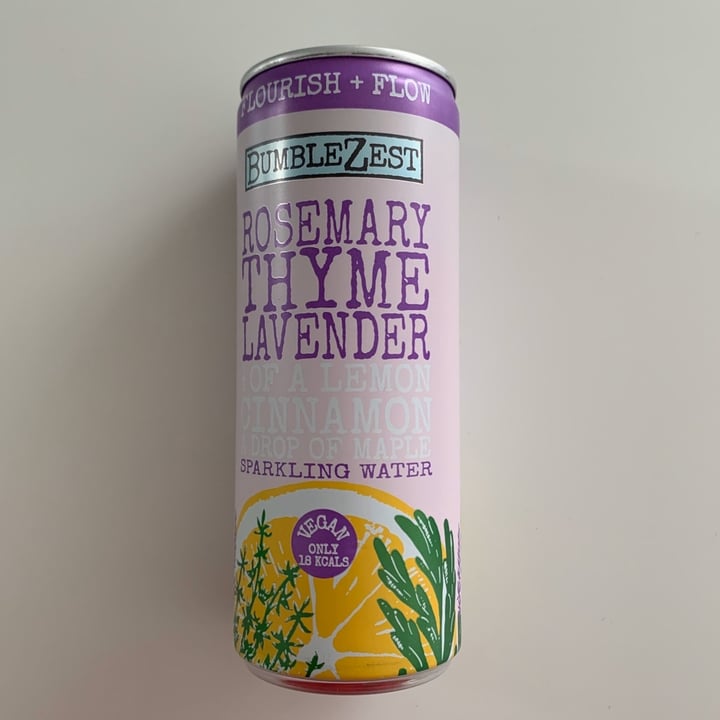 FLOURISH + FLOW
BUMBLEZEST
ROSEMARY
THYME
LAVENDER
OF A LEMON
CINNAMON
A DROP OF MAPLE
SPARKLING WATER
VEGAN
ONLY
18 KCALS